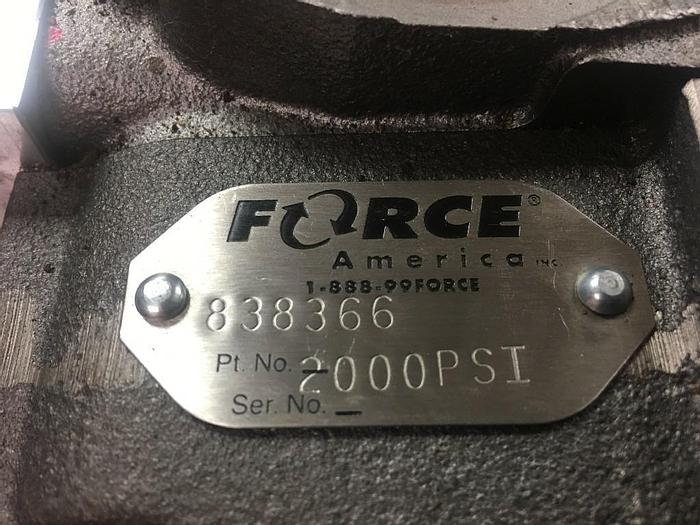 FORCE®
America INC.
1-888-99FORCE
838366
Pt. No. 2000PSI
Ser. No.